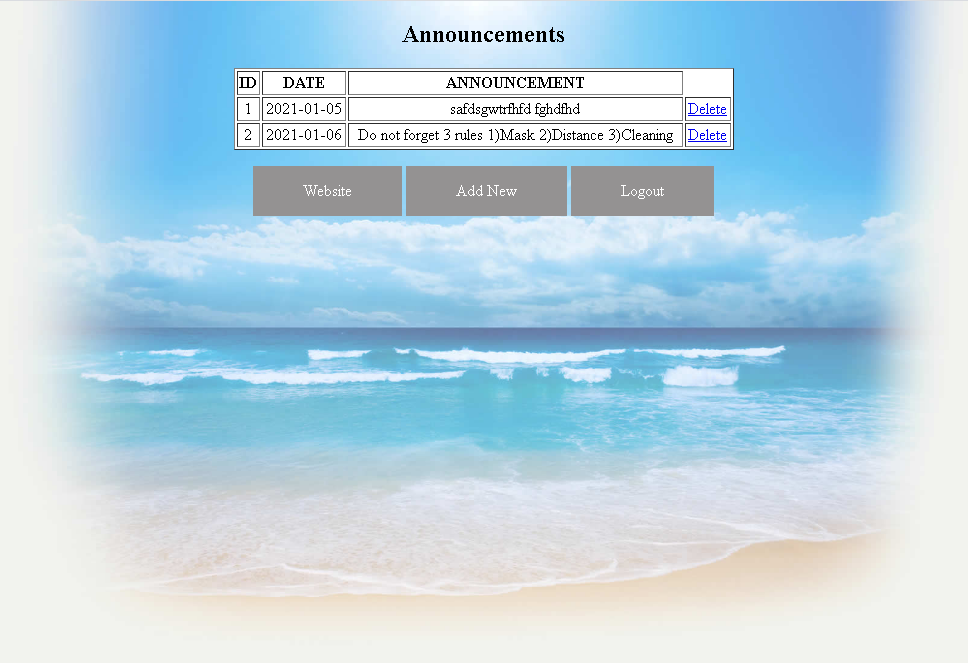 Announcements
ID DATE ANNOUNCEMENT
1 2021-01-05 safdsgwtrfhfd fghdfhd Delete
2 2021-01-06 Do not forget 3 rules 1)Mask 2)Distance 3)Cleaning Delete
Website Add New Logout